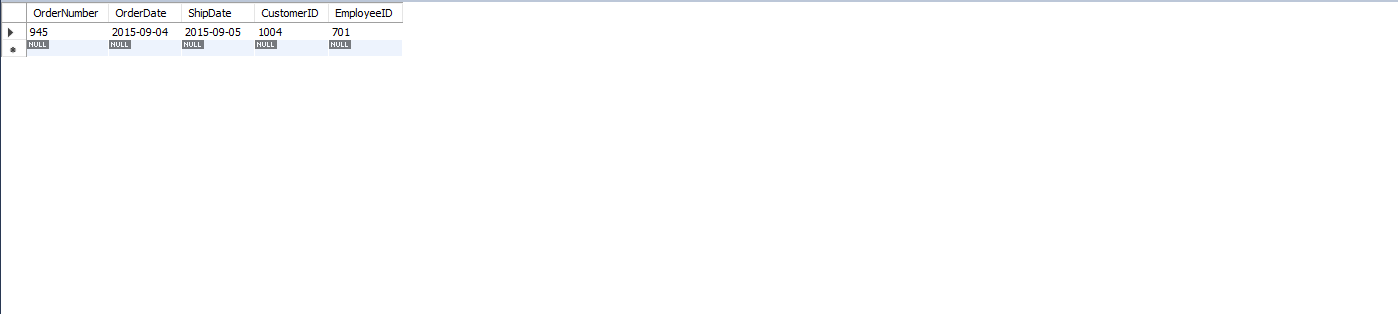 OrderNumber OrderDate ShipDate CustomerID EmployeeID
945 2015-09-04 2015-09-05 1004 701
NULL NULL NULL NULL NULL